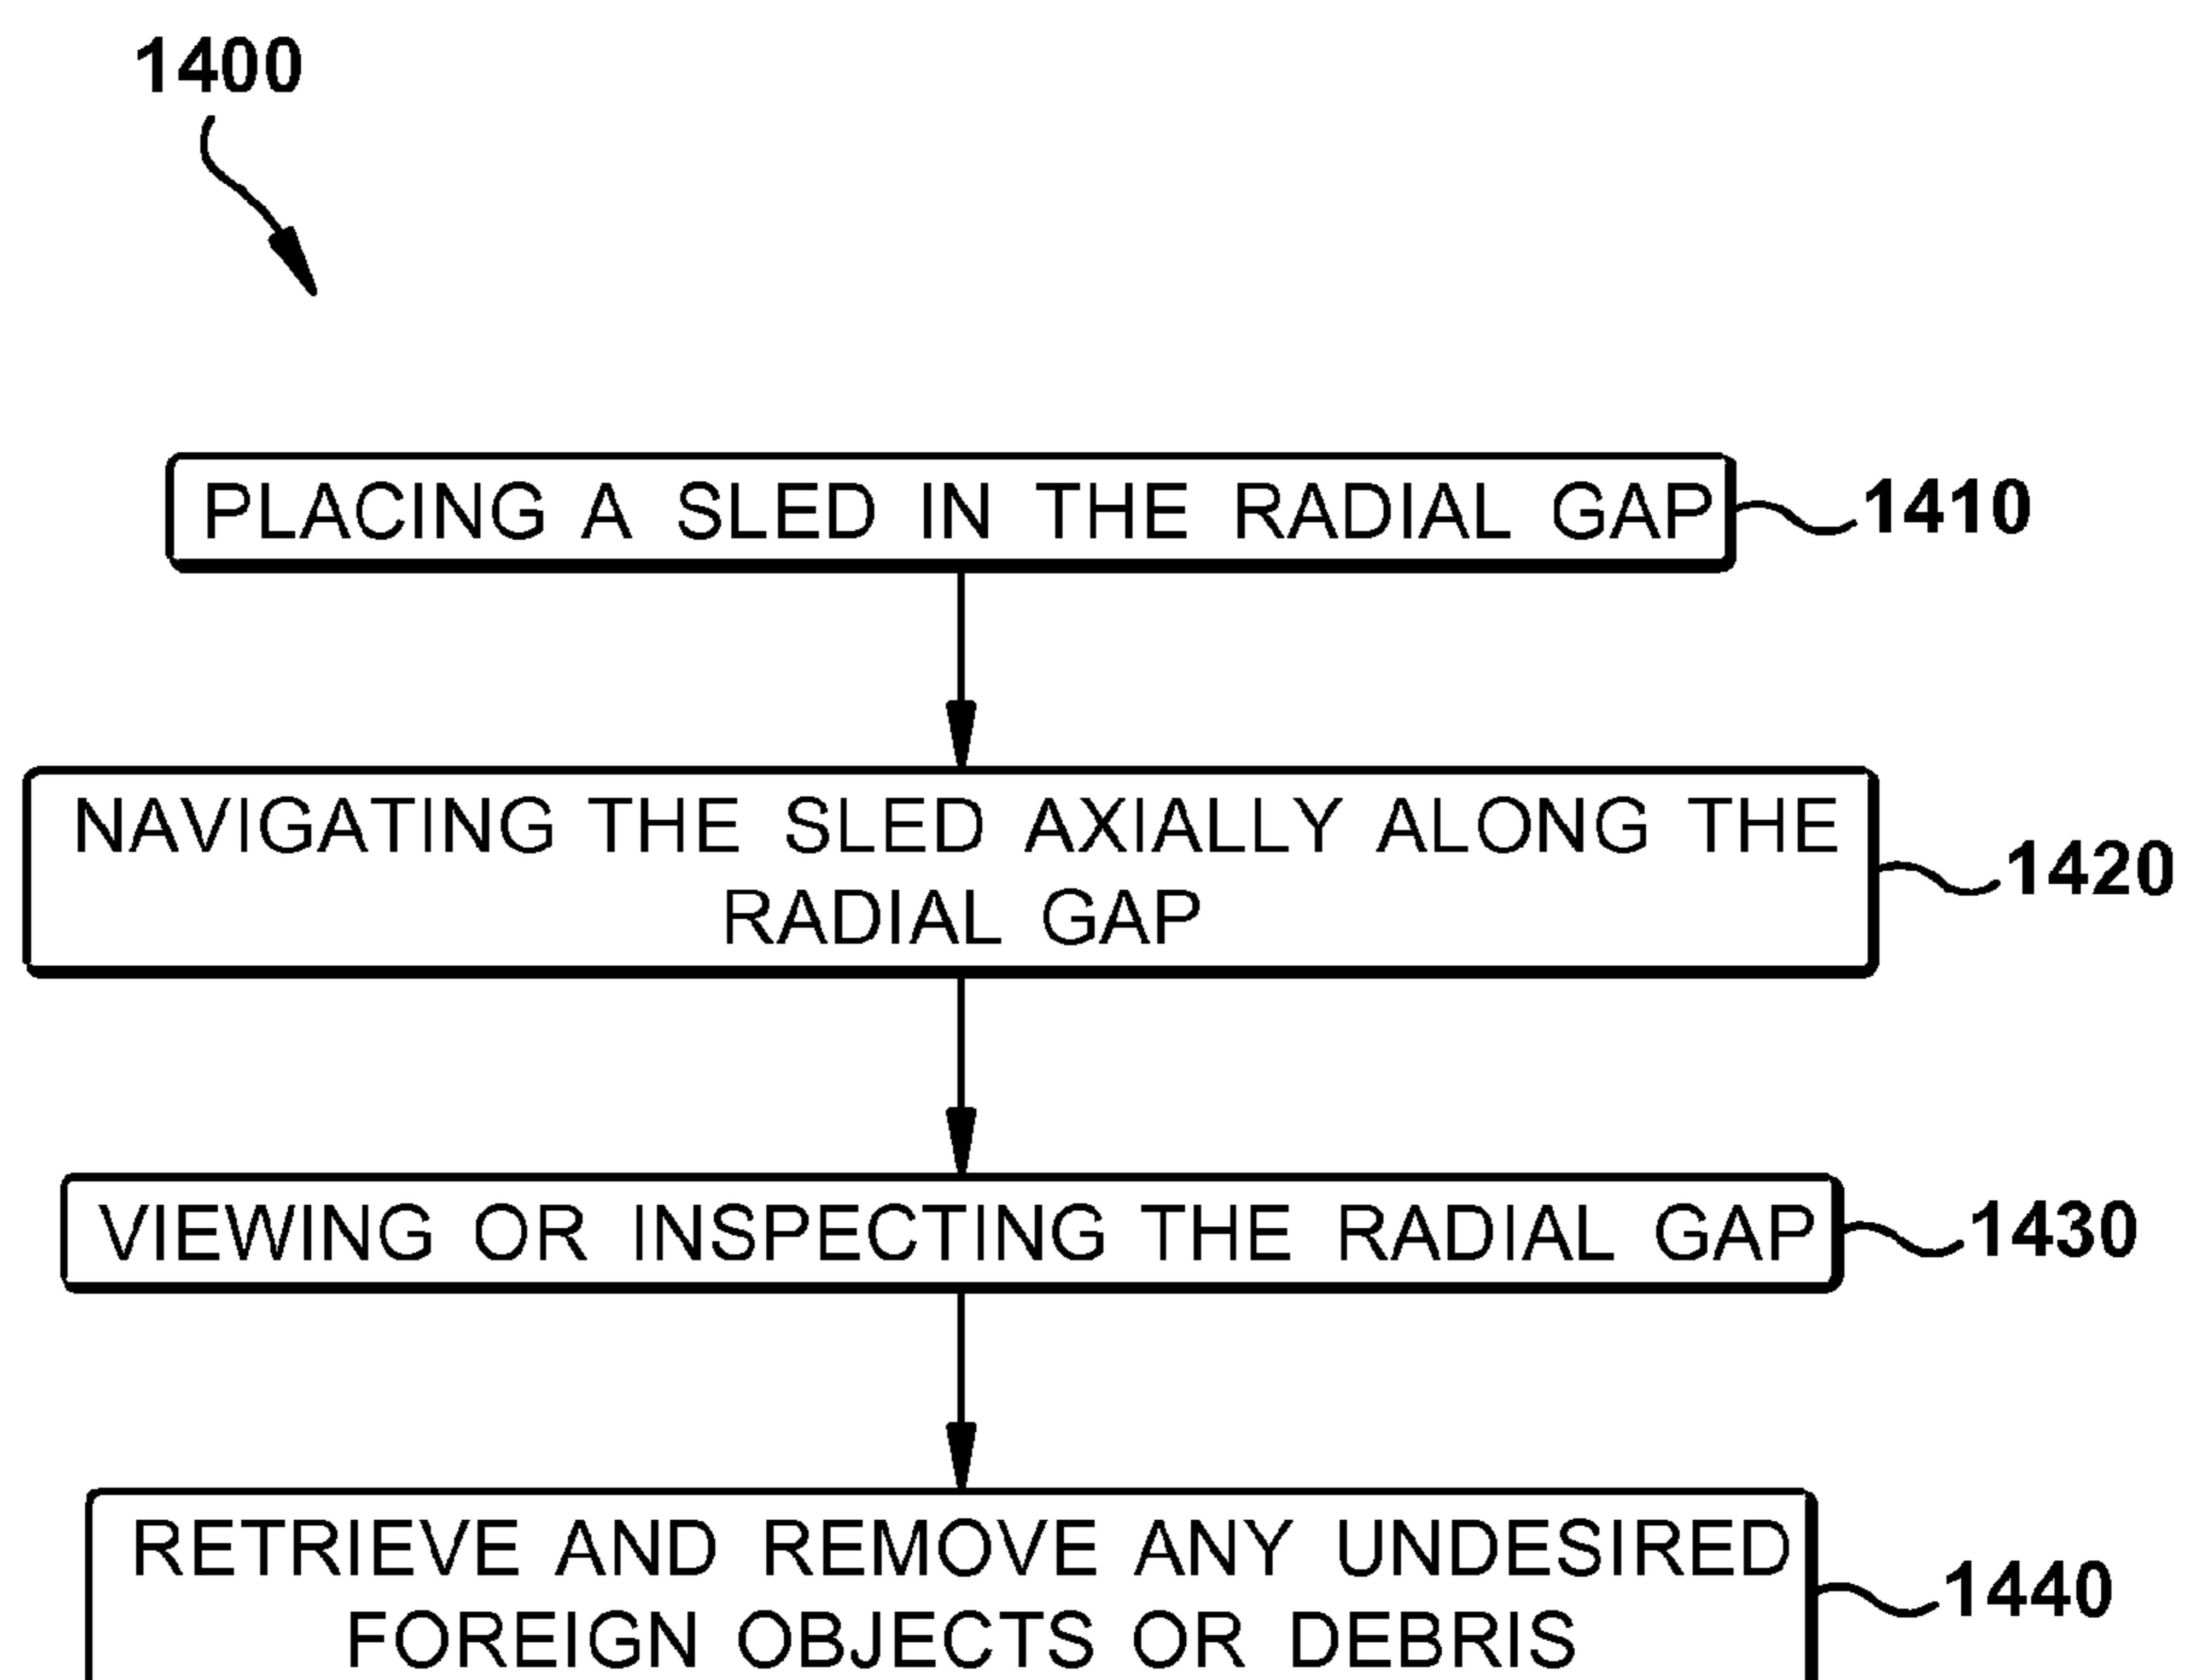 1400
PLACING A SLED IN THE RADIAL GAP
1410
NAVIGATING THE SLED AXIALLY ALONG THE
RADIAL GAP
1420
VIEWING OR INSPECTING THE RADIAL GAP
1430
RETRIEVE AND REMOVE ANY UNDESIRED
FOREIGN OBJECTS OR DEBRIS
1440